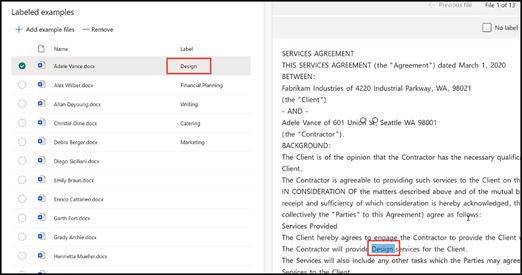 Labeled examples
Previous file File 1 of 13
+ Add example files — Remove
No label
Name Label
Adele Vance.docx Design
Alex Wilber.docx Financial Planning
Allan Deyoung.docx Writing
Christie Cline.docx Catering
Debra Berger.docx Marketing
Diego Siciliani.docx
Emily Braun.docx
Enrico Cattaneo.docx
Garth Fort.docx
Grady Archie.docx
Henrietta Mueller.docx
SERVICES AGREEMENT
THIS SERVICES AGREEMENT (the "Agreement") dated March 1, 2020
BETWEEN:
Fabrikam Industries of 4220 Industrial Parkway, WA, 98021
(the "Client")
- AND -
Adele Vance of 601 Union St, Seattle WA 98001
(the "Contractor").
BACKGROUND:
The Client is of the opinion that the Contractor has the necessary qualifica
Client.
The Contractor is agreeable to providing such services to the Client on th
IN CONSIDERATION OF the matters described above and of the mutual b
receipt and sufficiency of which consideration is hereby acknowledged, th
collectively the "Parties" to this Agreement) agree as follows:
Services Provided
The Client hereby agrees to engage the Contractor to provide the Client w
The Contractor will provide Design services for the Client.
The Services will also include any other tasks which the Parties may agree
Services to the Client.